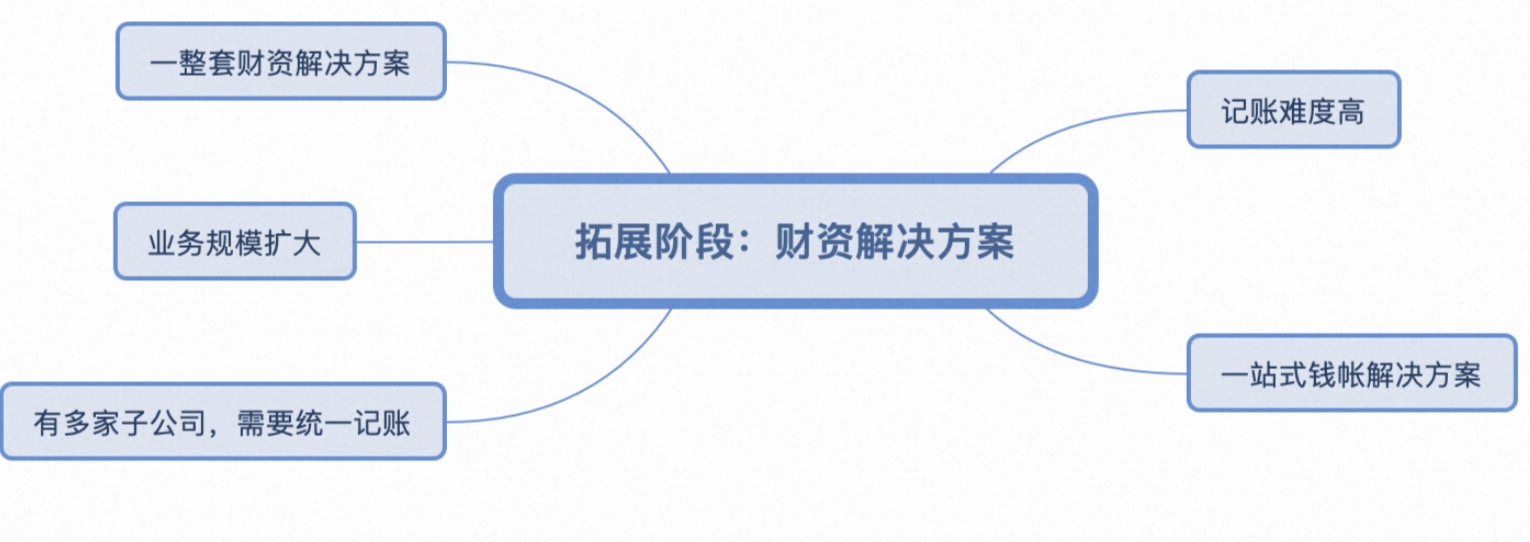 一整套财资解决方案
记账难度高
业务规模扩大
拓展阶段：财资解决方案
一站式钱帐解决方案
有多家子公司，需要统一记账